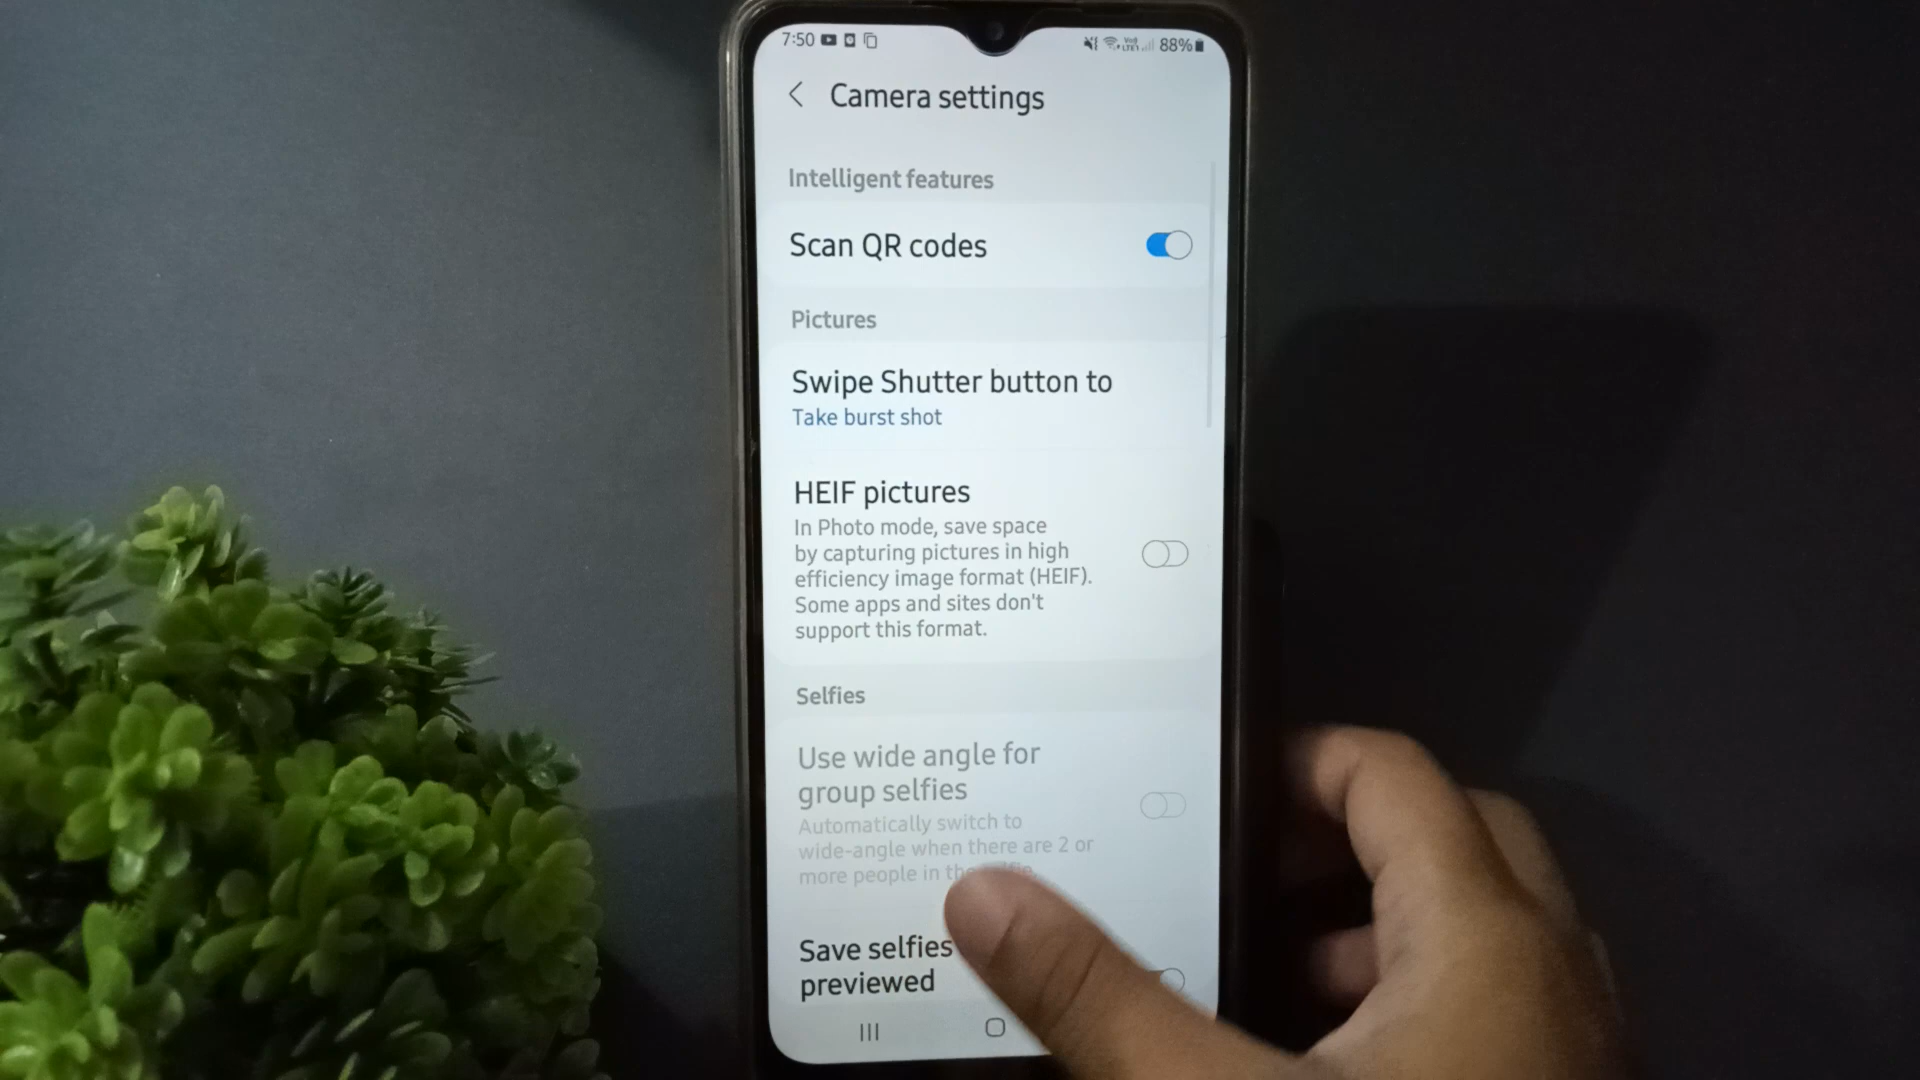 7:50 88%
Camera settings
Intelligent features
Scan QR codes
Pictures
Swipe Shutter button to
Take burst shot
HEIF pictures
In Photo mode, save space
by capturing pictures in high
efficiency image format (HEIF).
Some apps and sites don't
support this format.
Selfies
Use wide angle for
group selfies
Automatically switch to
wide-angle when there are 2 or
more people in
Save selfies
previewed